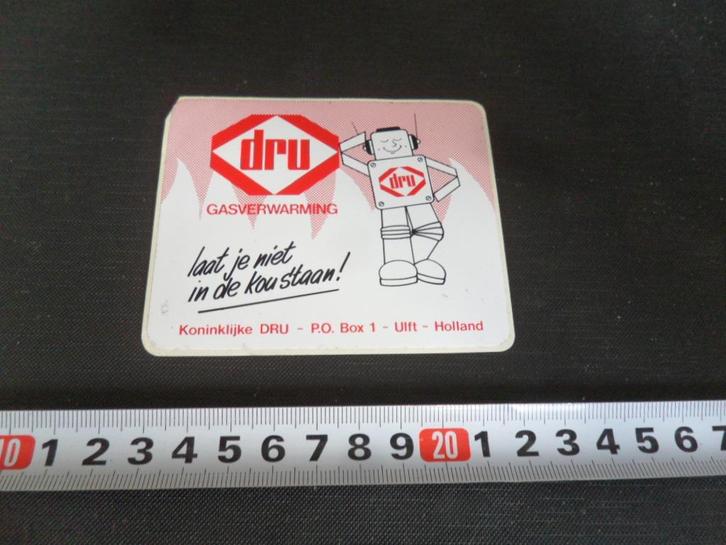 dru
GASVERWARMING
dru
laat je niet
in de kou staan!
Koninklijke DRU - P.O. Box 1 - Ulft - Holland
10 1 2 3 4 5 6 7 8 9 20 1 2 3 4 5 6 7